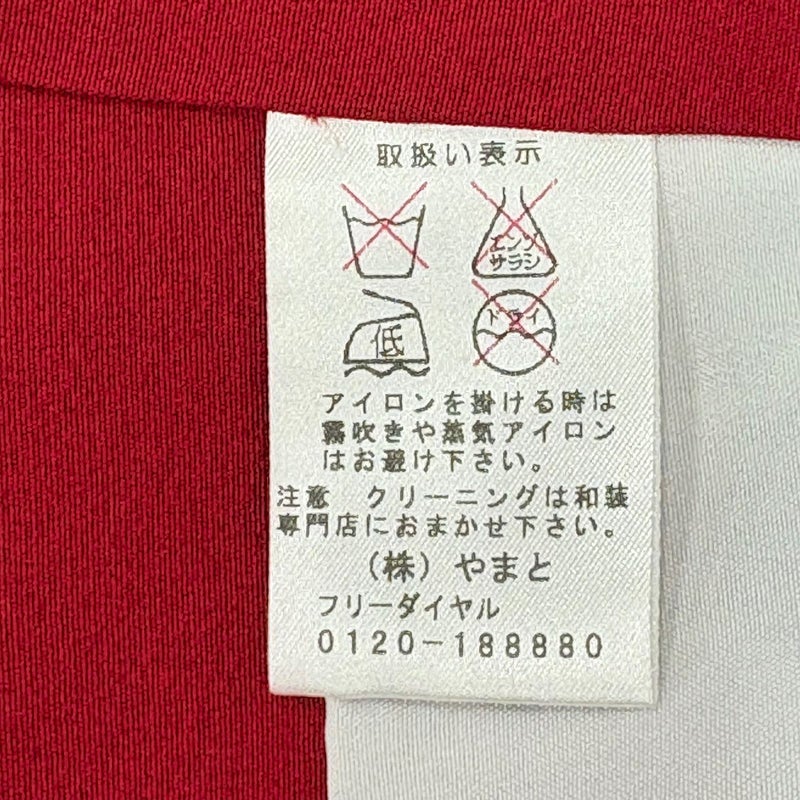 取扱い表示
エンソ
サラシ
低
ドライ
アイロンを掛ける時は
霧吹きや蒸気アイロン
はお避け下さい。
注意　クリーニングは和装
専門店におまかせ下さい。
（株）やまと
フリーダイヤル
0120-188880